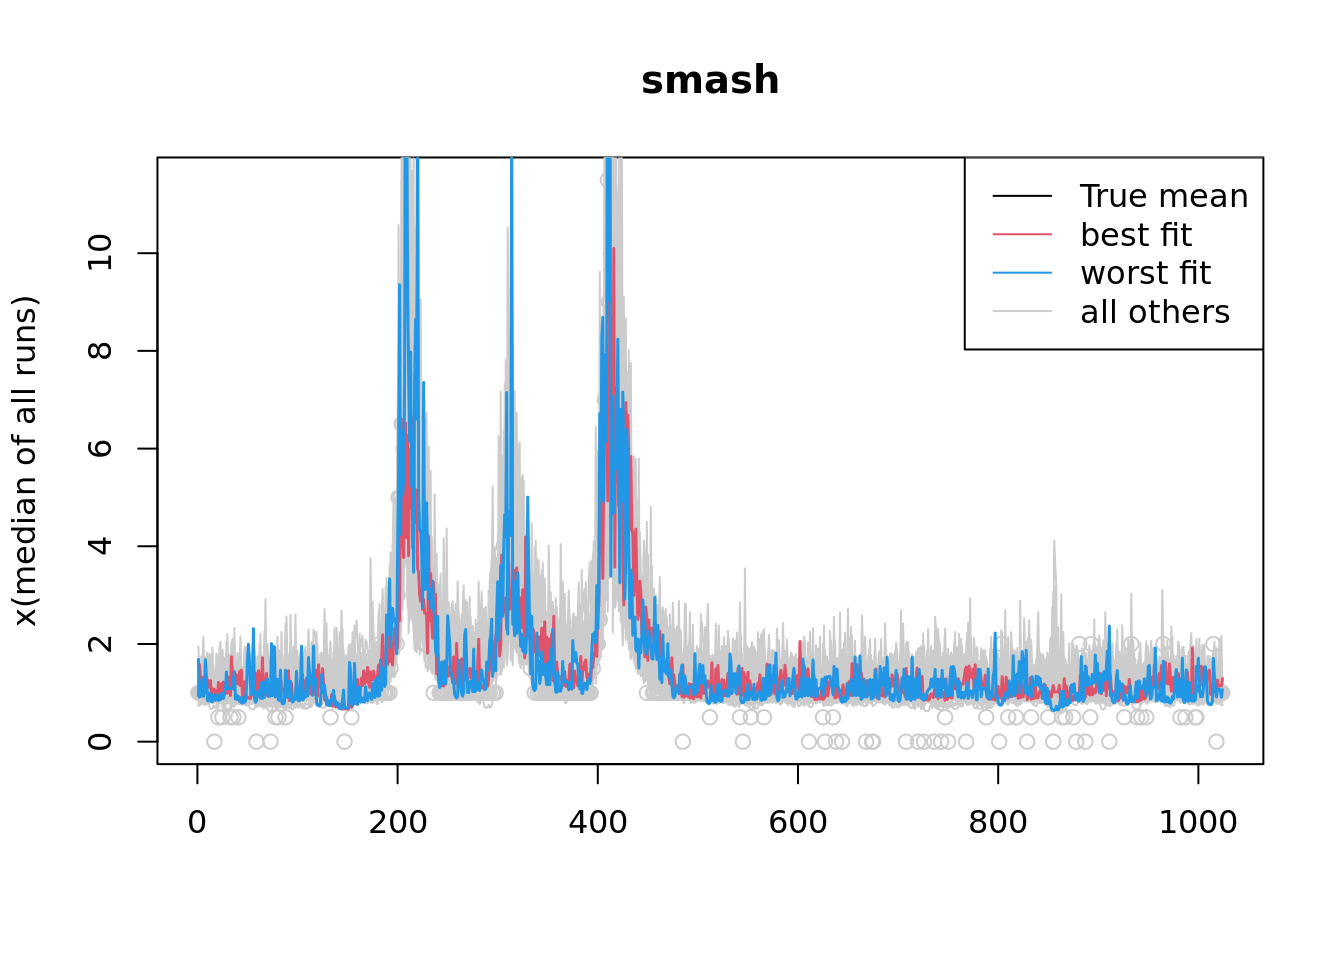 smash
x(median of all runs)
10
8
6
4
2
0
0 200 400 600 800 1000
True mean
best fit
worst fit
all others